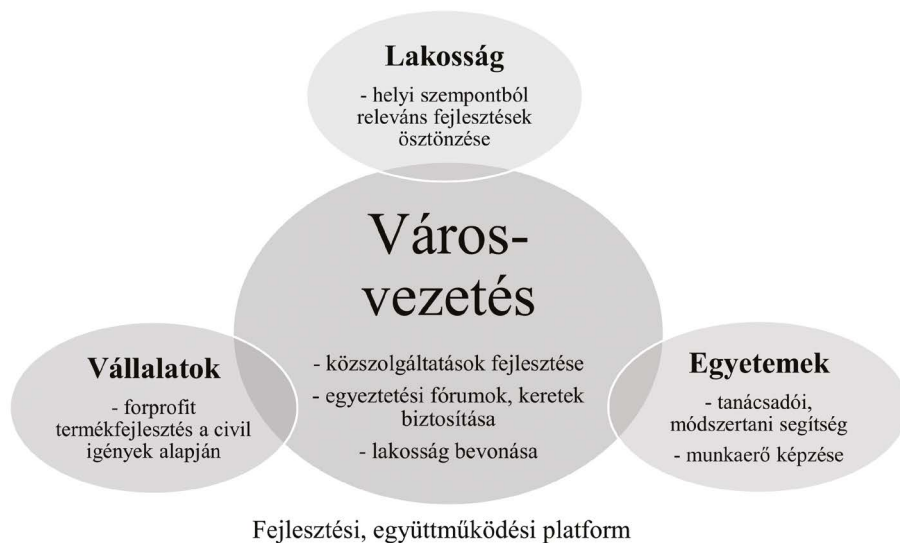 Lakosság
- helyi szempontból
releváns fejlesztések
ösztönzése
Város-
vezetés
- közszolgáltatások fejlesztése
- egyeztetési fórumok, keretek
biztosítása
- lakosság bevonása
Vállalatok
- forprofit
termékfejlesztés a civil
igények alapján
Egyetemek
- tanácsadói,
módszertani segítség
- munkaerő képzése
Fejlesztési, együttműködési platform